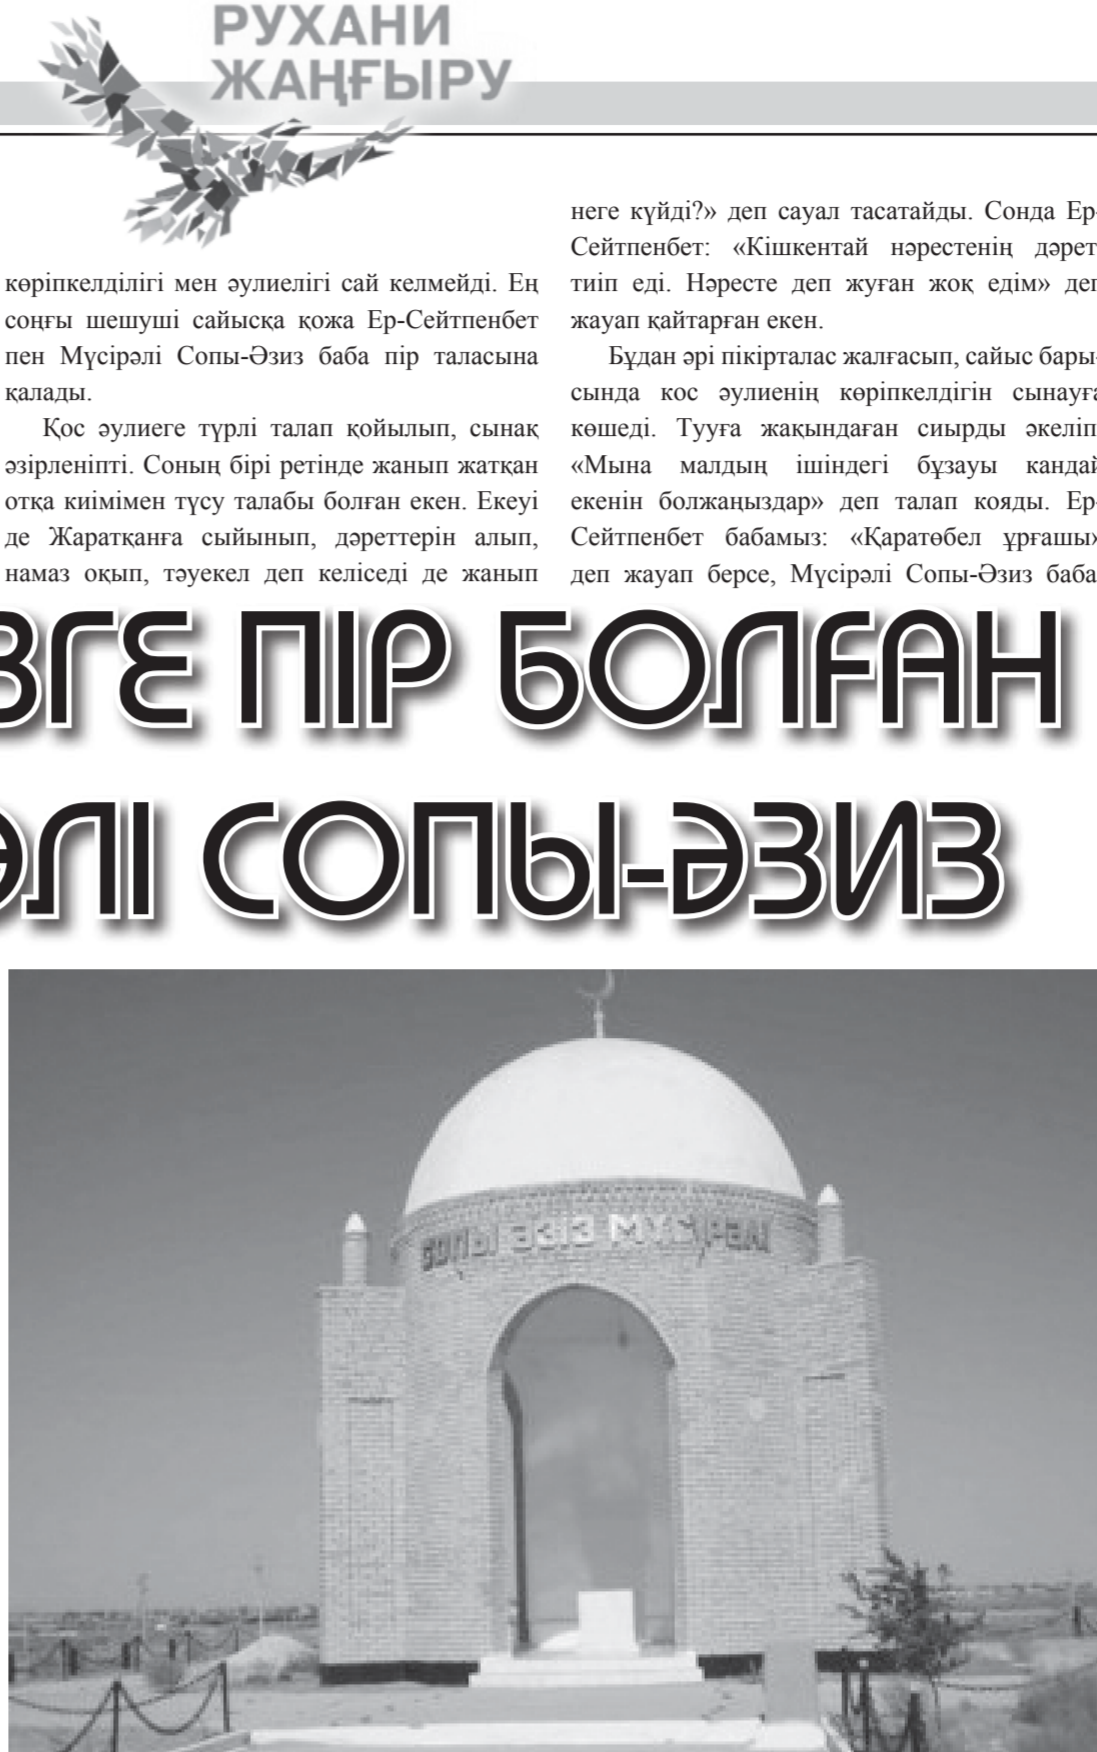 РУХАНИ
ЖАҢҒЫРУ
көріпкелділігі мен әулиелігі сай келмейді. Ең
соңғы шешуші сайысқа қожа Ер-Сейтпенбет
пен Мүсірәлі Сопы-Әзиз баба пір таласына
қалады.
Қос әулиеге түрлі талап қойылып, сынақ
әзірленіпті. Соның бірі ретінде жанып жатқан
отқа киімімен түсу талабы болған екен. Екеуі
де Жаратқанға сыйынып, дәреттерін алып,
намаз оқып, тәуекел деп келіседі де жанып
неге күйді?» деп сауал тасатайды. Сонда Ер-
Сейтпенбет: «Кішкентай нәрестенің дәрет
тиіп еді. Нәресте деп жуған жоқ едім» деп
жауап қайтарған екен.
Бұдан әрі пікірталас жалғасып, сайыс бары-
сында кос әулиенің көріпкелдігін сынауға
көшеді. Тууға жақындаған сиырды әкеліп
«Мына малдың ішіндегі бұзауы кандай
екенін болжаңыздар» деп талап кояды. Ер-
Сейтпенбет бабамыз: «Қаратөбел ұрғашы»
деп жауап берсе, Мүсірәлі Сопы-Әзиз баба
ЗГЕ ПІР БОЛҒАН
ӘЛІ СОПЫ-ӘЗИЗ
СОПЫ ӘЗІЗ МҮСІРӘЛІ